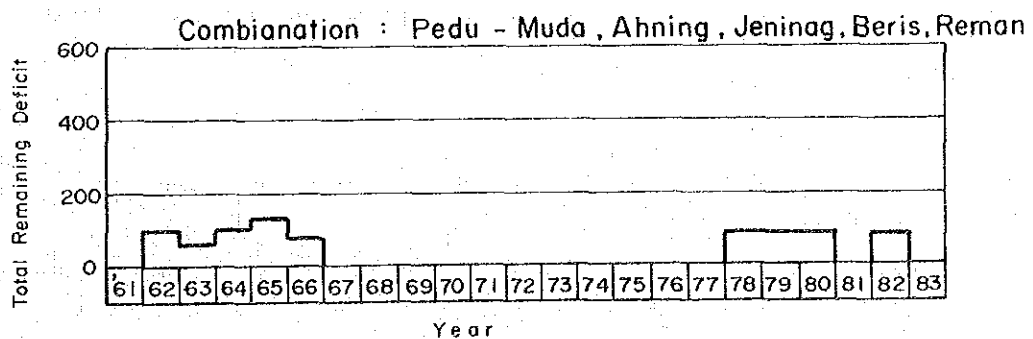 Combianation : Pedu - Muda , Ahning , Jeninag, Beris, Reman
Total Remaining Deficit
600
400
200
0
'61 62 63 64 65 66 67 68 69 70 71 72 73 74 75 76 77 78 79 80 81 82 83
Year